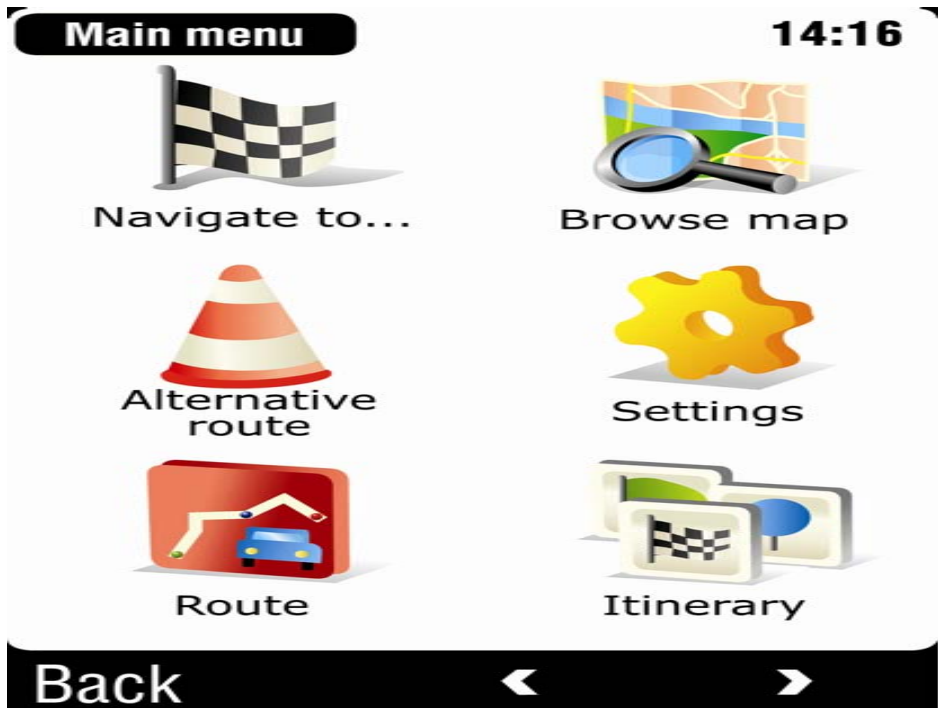 Main menu
14:16
Navigate to...
Browse map
Alternative
route
Settings
Route
Itinerary
Back